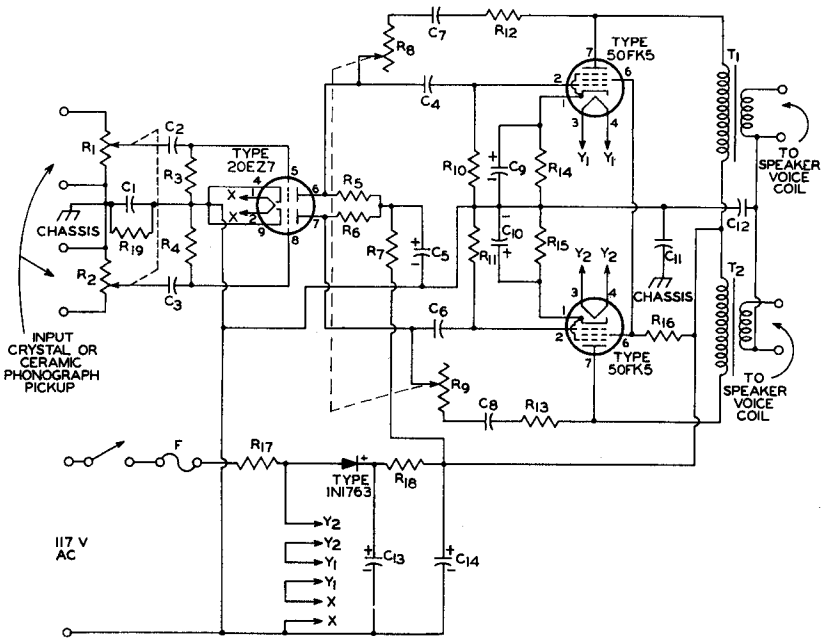 C7
R12
R8
TYPE
50FK5
7
2
6
1
3
4
Y1
Y1
T1
C4
TO
SPEAKER
VOICE
COIL
R1
C2
TYPE
20EZ7
R3
4
5
X
X
2
9
6
7
8
R5
R6
R10
C9
+
-
R14
C1
CHASSIS
R19
R4
R7
C5
+
-
R11
C10
-
+
R15
C12
C11
CHASSIS
R2
C3
Y2
Y2
3
4
1
2
6
7
C6
TYPE
50FK5
R16
T2
TO
SPEAKER
VOICE
COIL
INPUT
CRYSTAL OR
CERAMIC
PHONOGRAPH
PICKUP
R9
C8
R13
F
R17
+
TYPE
1N1763
R18
117 V
AC
Y2
Y2
Y1
Y1
X
X
+
-
C13
+
-
C14